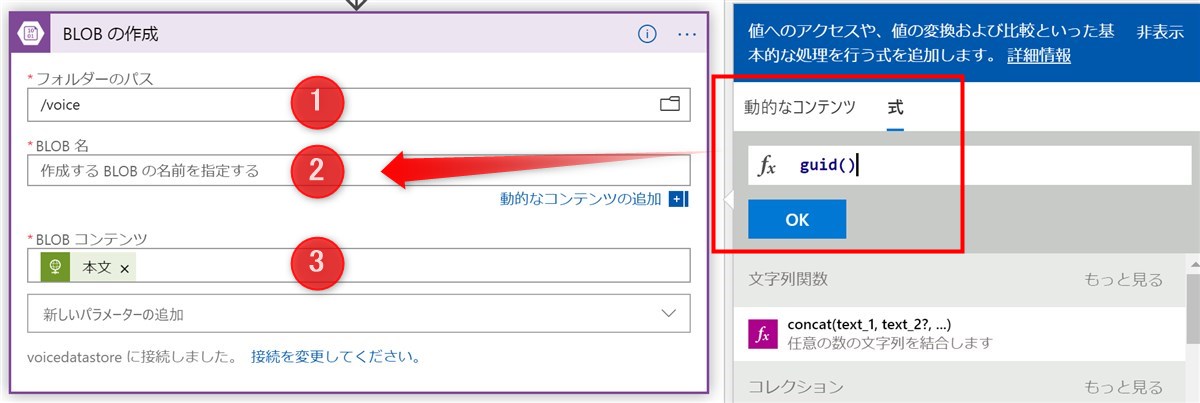 BLOB の作成
* フォルダーのパス
/voice
1
* BLOB 名
作成する BLOB の名前を指定する
2
動的なコンテンツの追加
* BLOB コンテンツ
本文 ×
3
新しいパラメーターの追加
voicedatastore に接続しました。 接続を変更してください。
値へのアクセスや、値の変換および比較といった基
本的な処理を行う式を追加します。 詳細情報
非表示
動的なコンテンツ 式
fx guid()
OK
文字列関数 もっと見る
fx concat(text_1, text_2?, ...)
任意の数の文字列を結合します
コレクション もっと見る